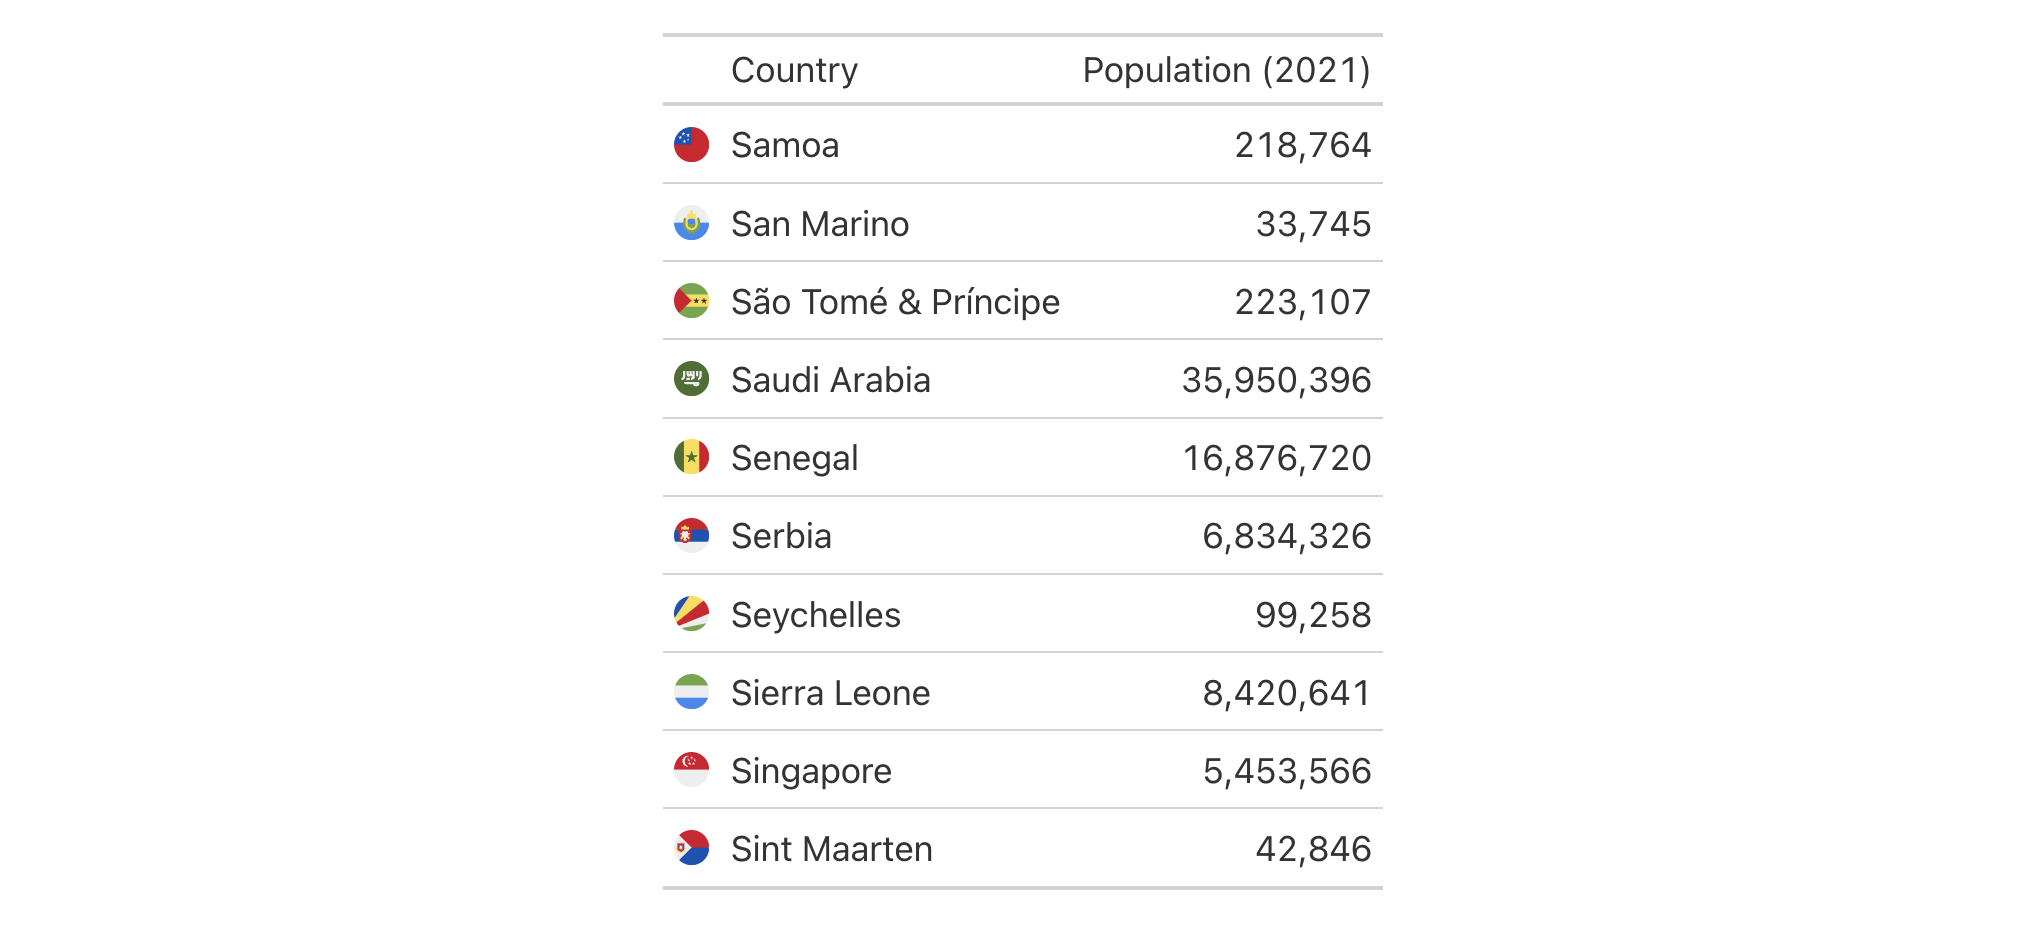 Country Population (2021)
Samoa 218,764
San Marino 33,745
São Tomé & Príncipe 223,107
Saudi Arabia 35,950,396
Senegal 16,876,720
Serbia 6,834,326
Seychelles 99,258
Sierra Leone 8,420,641
Singapore 5,453,566
Sint Maarten 42,846